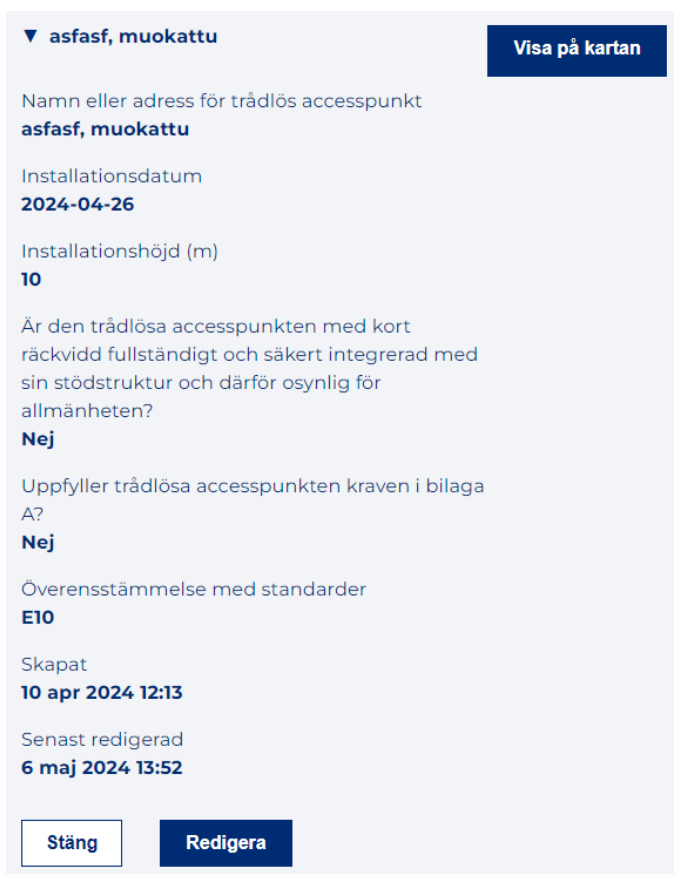 ▼ asfasf, muokattu
Visa på kartan
Namn eller adress för trådlös accesspunkt
asfasf, muokattu
Installationsdatum
2024-04-26
Installationshöjd (m)
10
Är den trådlösa accesspunkten med kort
räckvidd fullständigt och säkert integrerad med
sin stödstruktur och därför osynlig för
allmänheten?
Nej
Uppfyller trådlösa accesspunkten kraven i bilaga
A?
Nej
Överensstämmelse med standarder
E10
Skapat
10 apr 2024 12:13
Senast redigerad
6 maj 2024 13:52
Stäng
Redigera